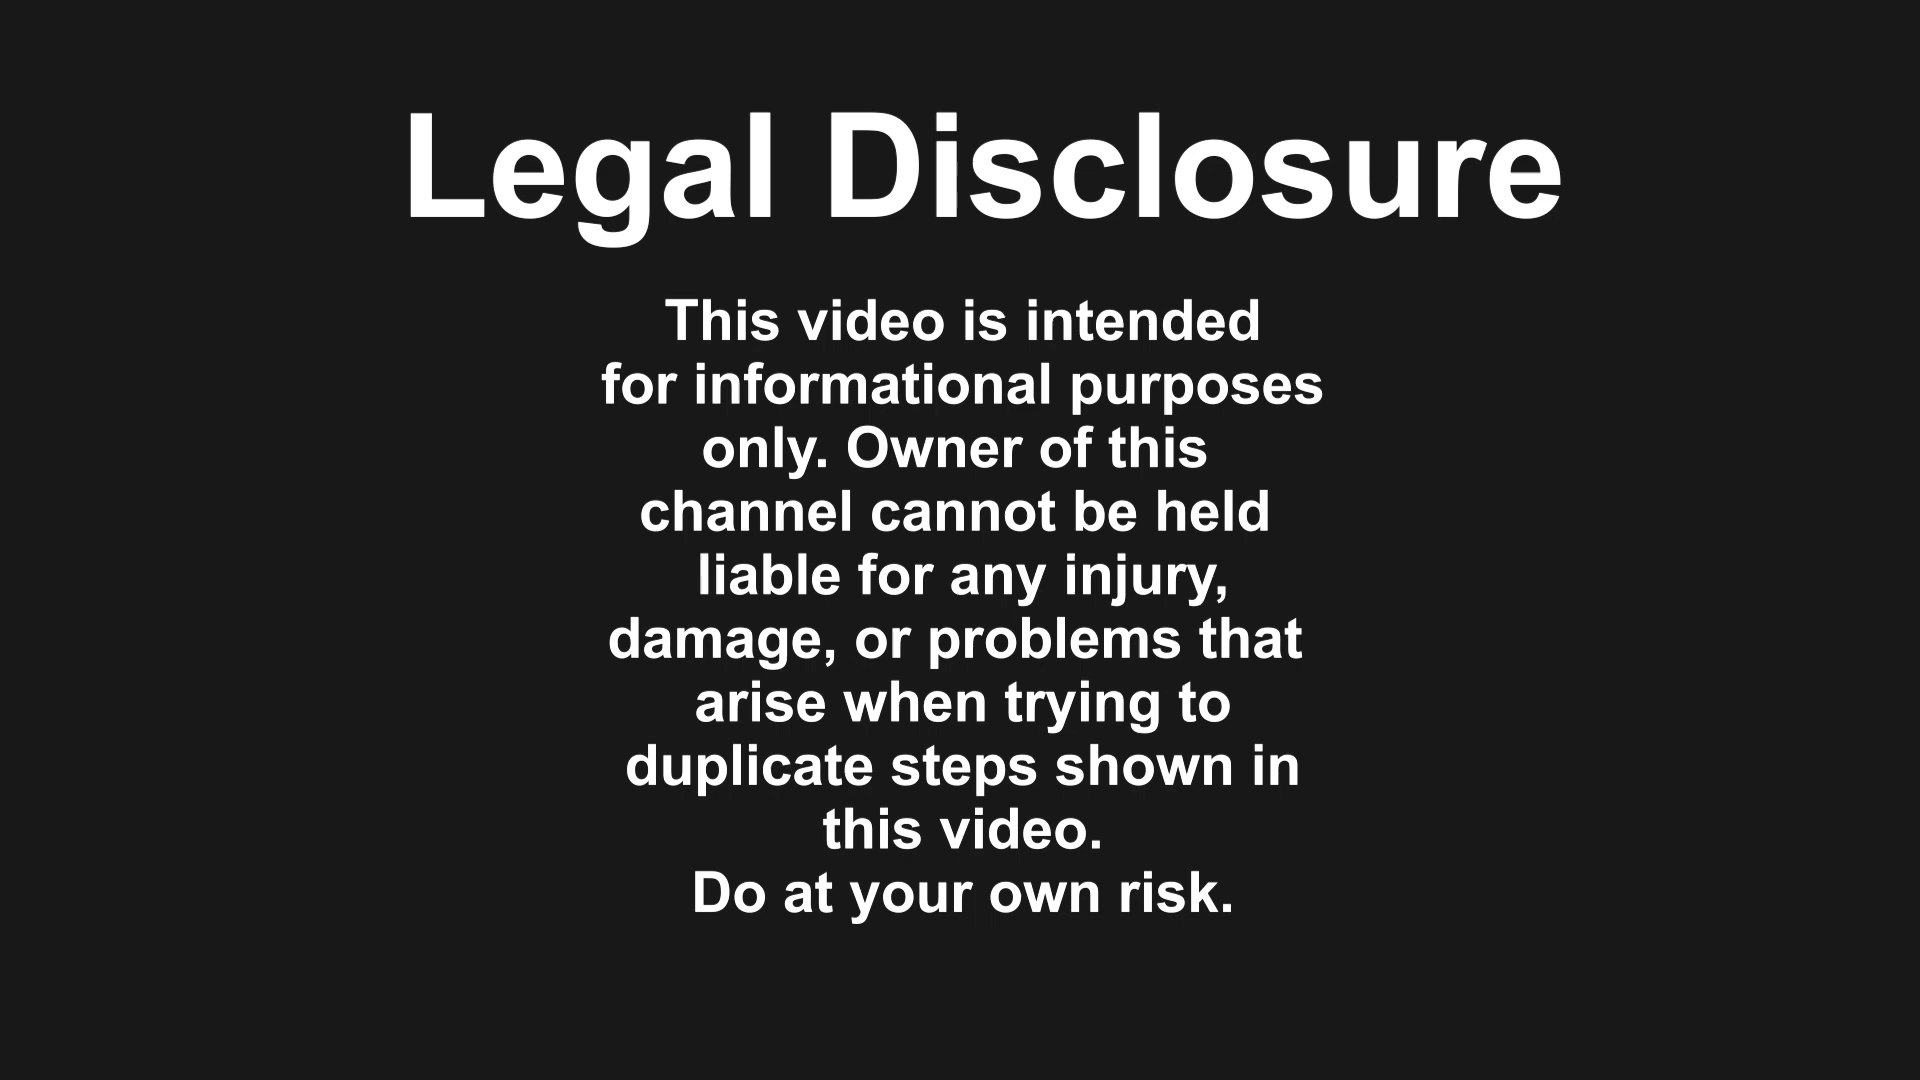 Legal Disclosure
This video is intended
for informational purposes
only. Owner of this
channel cannot be held
liable for any injury,
damage, or problems that
arise when trying to
duplicate steps shown in
this video.
Do at your own risk.